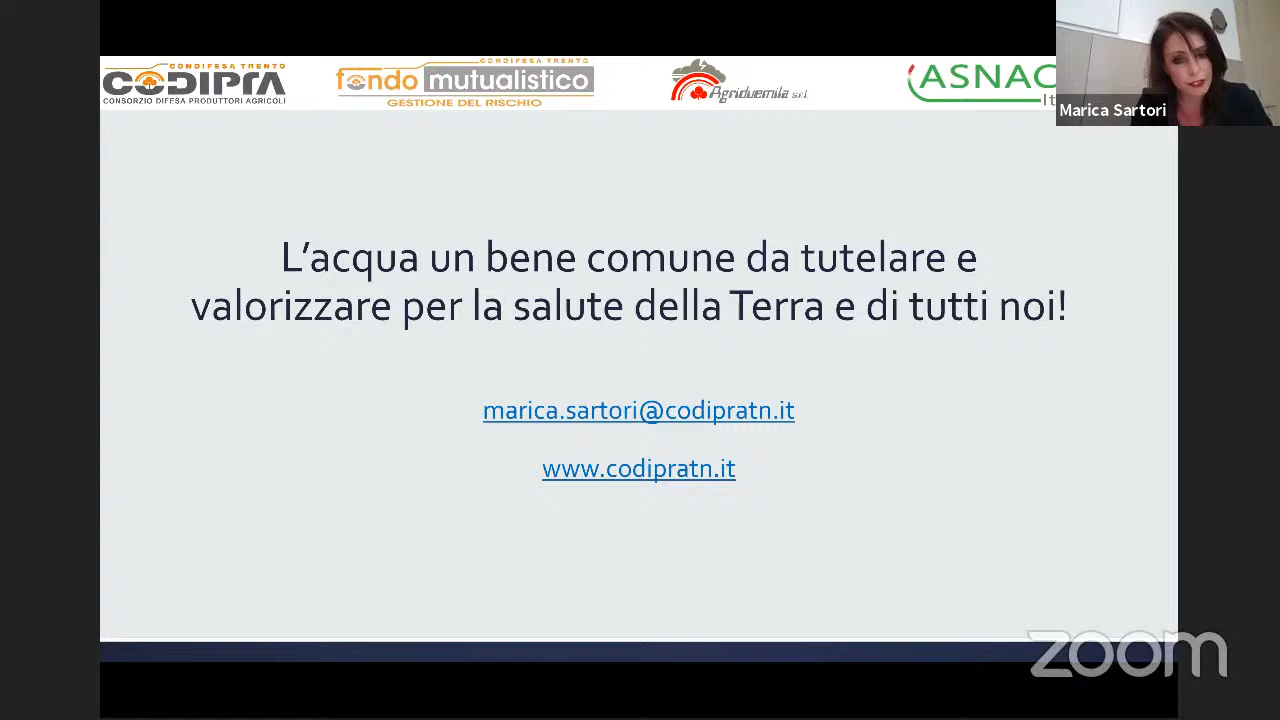 CONDIFESA TRENTO
CODIPRA
CONSORZIO DIFESA PRODUTTORI AGRICOLI
CONDIFESA TRENTO
fondo mutualistico
GESTIONE DEL RISCHIO
Agriduemila s.r.l.
ASNAC
It
Marica Sartori
L'acqua un bene comune da tutelare e
valorizzare per la salute della Terra e di tutti noi!
marica.sartori@codipratn.it
www.codipratn.it
zoom